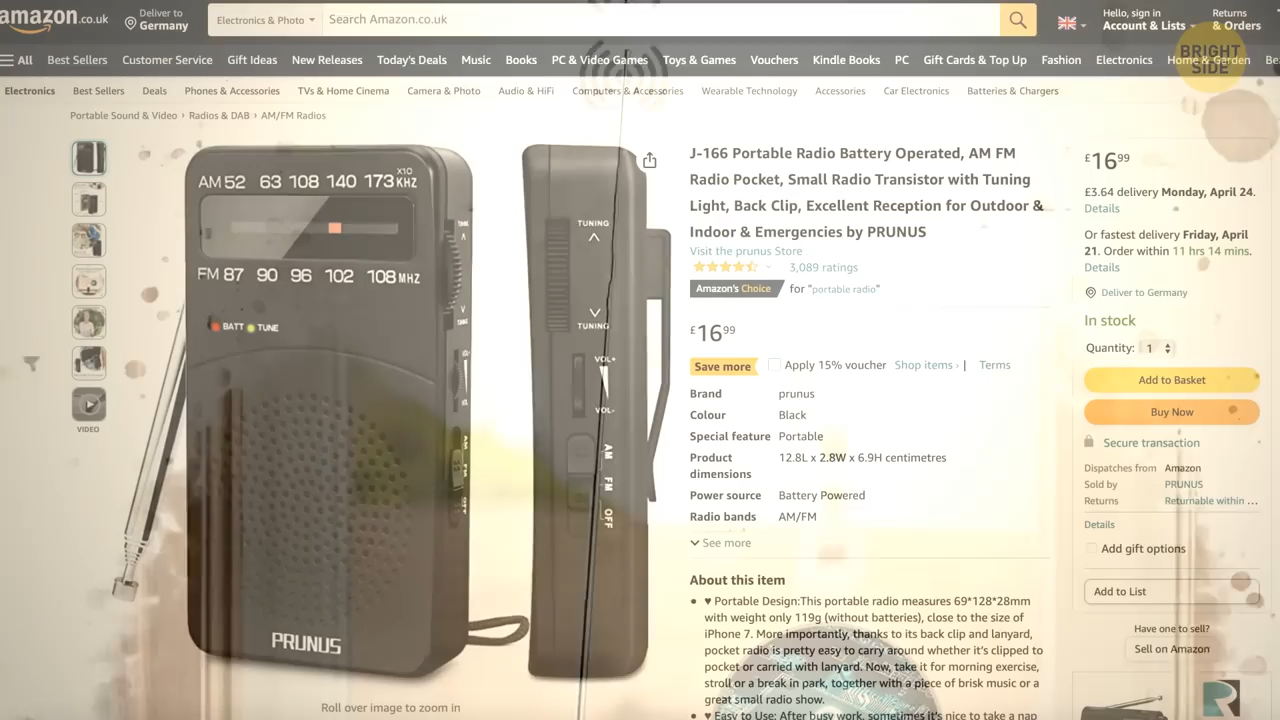 amazon.co.uk
Deliver to
Germany
Electronics & Photo
Search Amazon.co.uk
Hello, sign in
Account & Lists
Returns
& Orders
All
Best Sellers
Customer Service
Gift Ideas
New Releases
Today's Deals
Music
Books
PC & Video Games
Toys & Games
Vouchers
Kindle Books
PC
Gift Cards & Top Up
Fashion
Electronics
Home & Garden
Be
BRIGHT
SIDE
Electronics
Best Sellers
Deals
Phones & Accessories
TVs & Home Cinema
Camera & Photo
Audio & HiFi
Computers & Accessories
Wearable Technology
Accessories
Car Electronics
Batteries & Chargers
Portable Sound & Video › Radios & DAB › AM/FM Radios
AM 52 63 108 140 173 X10 KHZ
FM 87 90 96 102 108 MHZ
BATT TUNE
PRUNUS
TUNING
TUNING
VOL+
VOL-
AM
FM
OFF
VIDEO
Roll over image to zoom in
J-166 Portable Radio Battery Operated, AM FM
Radio Pocket, Small Radio Transistor with Tuning
Light, Back Clip, Excellent Reception for Outdoor &
Indoor & Emergencies by PRUNUS
Visit the prunus Store
3,089 ratings
Amazon's Choice for "portable radio"
£16.99
Save more
Apply 15% voucher Shop items › | Terms
Brand prunus
Colour Black
Special feature Portable
Product dimensions 12.8L x 2.8W x 6.9H centimetres
Power source Battery Powered
Radio bands AM/FM
See more
About this item
• ♥ Portable Design:This portable radio measures 69*128*28mm
with weight only 119g (without batteries), close to the size of
iPhone 7. More importantly, thanks to its back clip and lanyard,
pocket radio is pretty easy to carry around whether it's clipped to
pocket or carried with lanyard. Now, take it for morning exercise,
stroll or a break in park, together with a piece of brisk music or a
great small radio show.
• ♥ Easy to Use: After busy work, sometimes it's nice to take a nap
£16.99
£3.64 delivery Monday, April 24.
Details
Or fastest delivery Friday, April
21. Order within 11 hrs 14 mins.
Details
Deliver to Germany
In stock
Quantity: 1
Add to Basket
Buy Now
Secure transaction
Dispatches from Amazon
Sold by PRUNUS
Returns Returnable within ...
Details
Add gift options
Add to List
Have one to sell?
Sell on Amazon